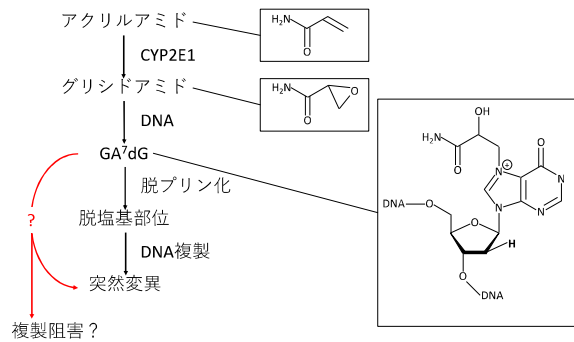 アクリルアミド
CYP2E1
グリシドアミド
DNA
GA⁷dG
脱プリン化
?
脱塩基部位
DNA複製
突然変異
複製阻害？
H₂N
O
H₂N
O
O
OH
H₂N
O
N
⊕
O
N
N
N
N
DNA
O
O
H
O
DNA